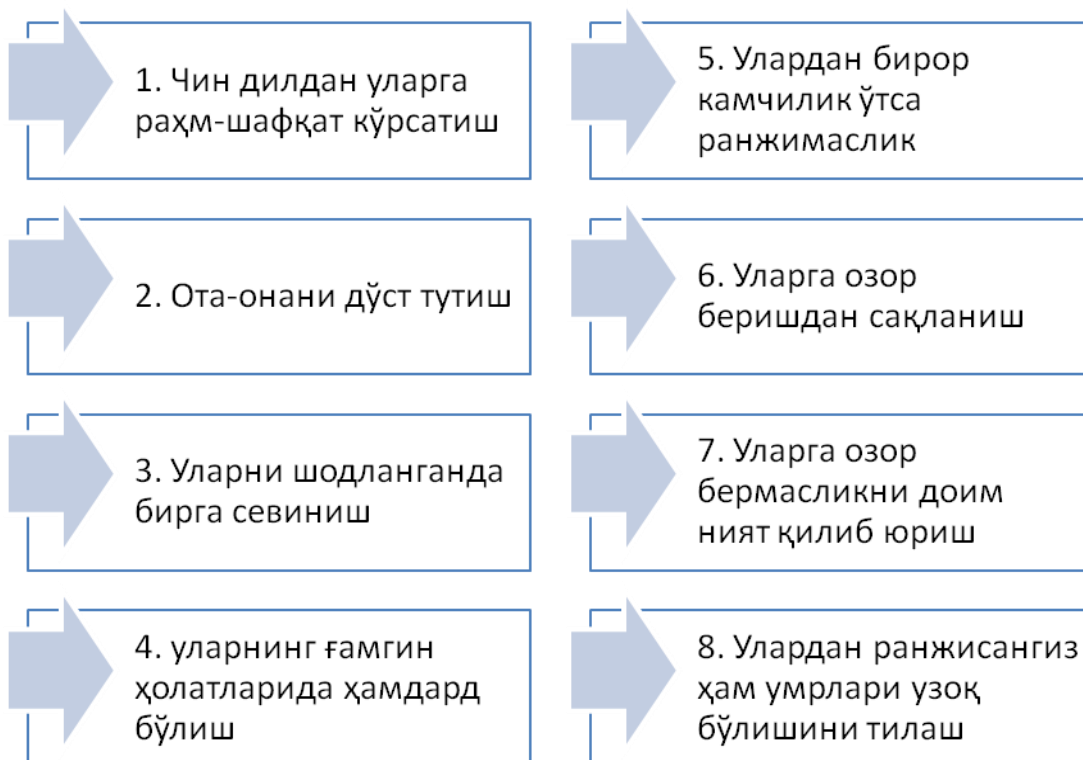 1. Чин дилдан уларга
раҳм-шафқат кўрсатиш
2. Ота-онани дўст тутиш
3. Уларни шодланганда
бирга севиниш
4. уларнинг ғамгин
ҳолатларида ҳамдард
бўлиш
5. Улардан бирор
камчилик ўтса
ранжимаслик
6. Уларга озор
беришдан сақланиш
7. Уларга озор
бермасликни доим
ният қилиб юриш
8. Улардан ранжисангиз
ҳам умрлари узоқ
бўлишини тилаш